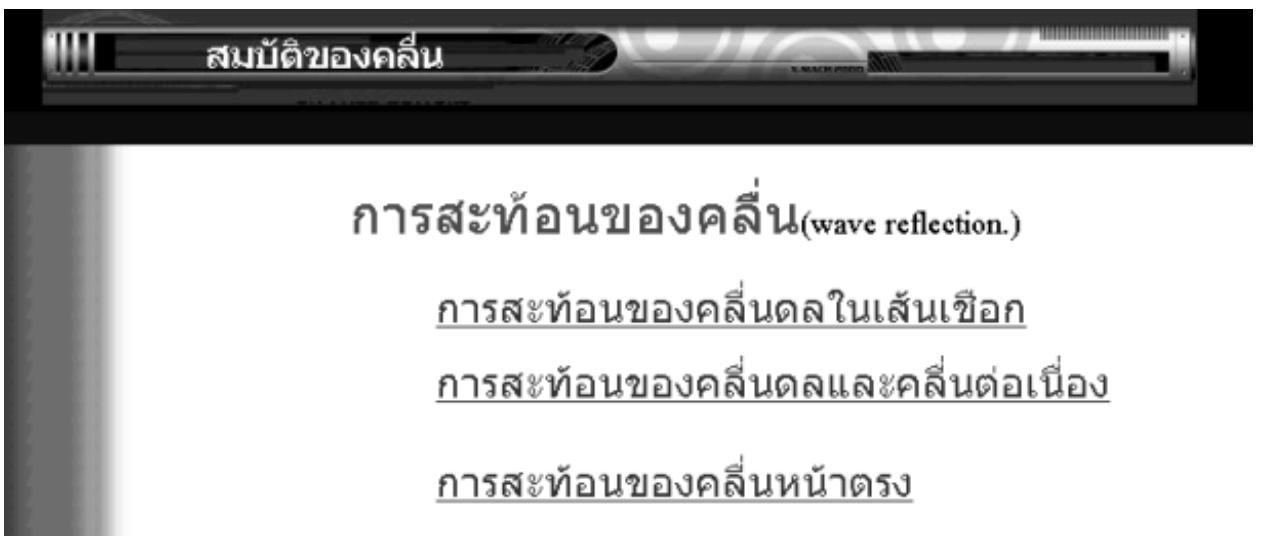 สมบัติของคลื่น
การสะท้อนของคลื่น(wave reflection.)
การสะท้อนของคลื่นดลในเส้นเชือก
การสะท้อนของคลื่นดลและคลื่นต่อเนื่อง
การสะท้อนของคลื่นหน้าตรง